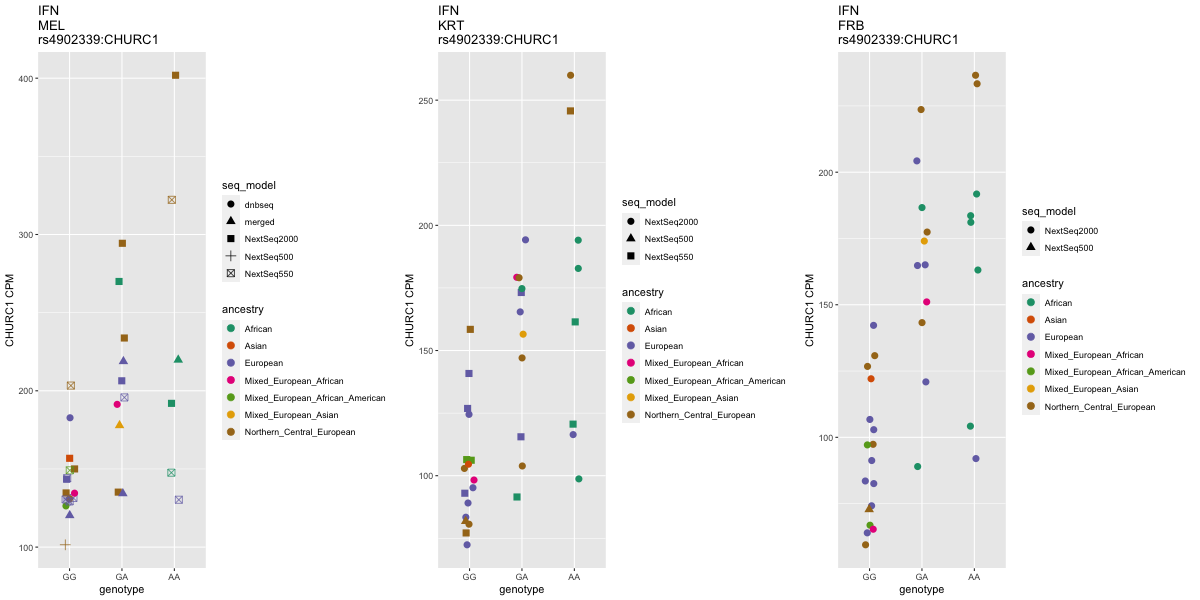 IFN
MEL
rs4902339:CHURC1
CHURC1 CPM
400
300
200
100
GG
GA
AA
genotype
seq_model
dnbseq
merged
NextSeq2000
NextSeq500
NextSeq550
ancestry
African
Asian
European
Mixed_European_African
Mixed_European_African_American
Mixed_European_Asian
Northern_Central_European
IFN
KRT
rs4902339:CHURC1
CHURC1 CPM
250
200
150
100
GG
GA
AA
genotype
seq_model
NextSeq2000
NextSeq500
NextSeq550
ancestry
African
Asian
European
Mixed_European_African
Mixed_European_African_American
Mixed_European_Asian
Northern_Central_European
IFN
FRB
rs4902339:CHURC1
CHURC1 CPM
200
150
100
GG
GA
AA
genotype
seq_model
NextSeq2000
NextSeq500
ancestry
African
Asian
European
Mixed_European_African
Mixed_European_African_American
Mixed_European_Asian
Northern_Central_European